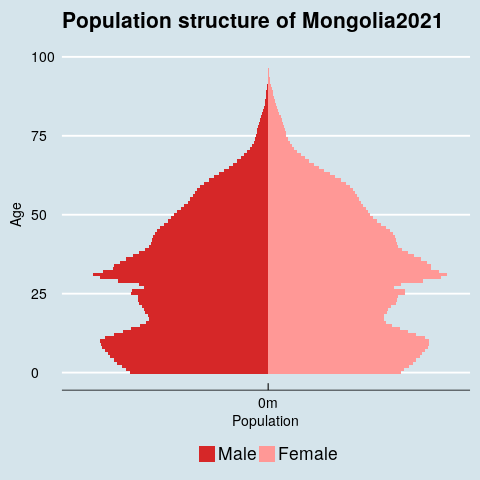 Population structure of Mongolia2021
100
75
50
25
0
Age
0m
Population
Male Female